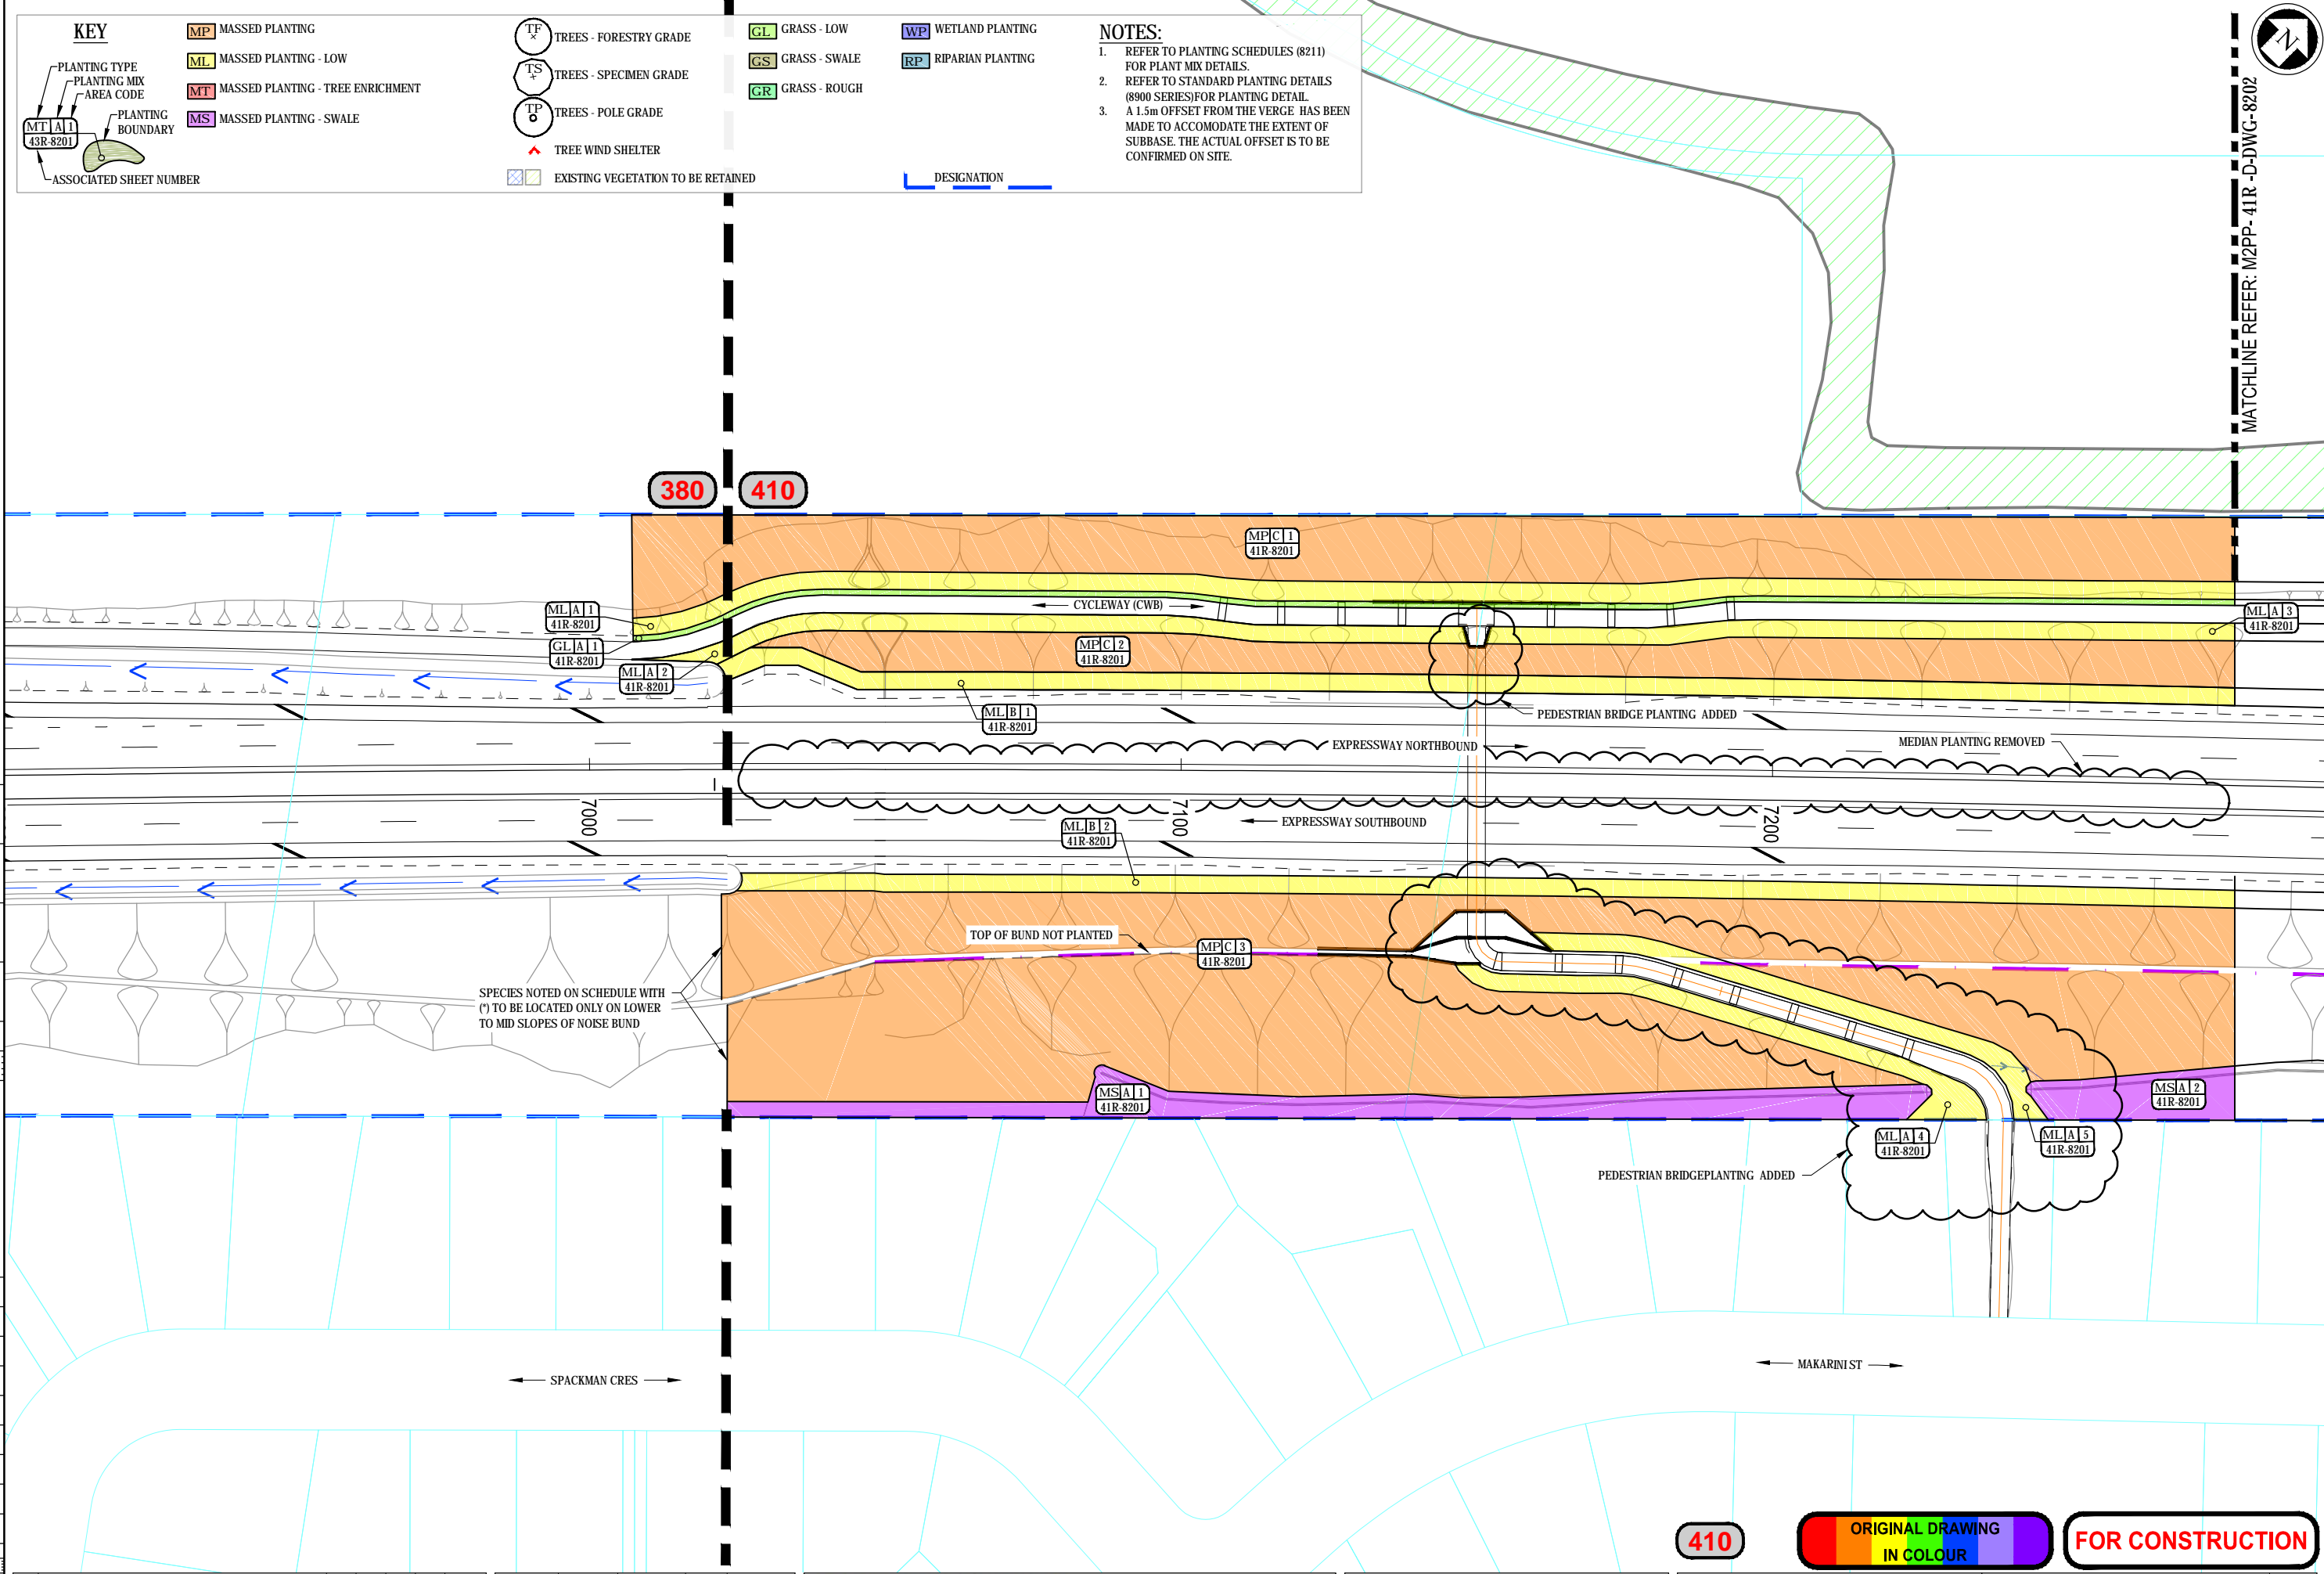 KEY
PLANTING TYPE
PLANTING MIX
AREA CODE
MT A 1
43R-8201
PLANTING
BOUNDARY
ASSOCIATED SHEET NUMBER
MP MASSED PLANTING
ML MASSED PLANTING - LOW
MT MASSED PLANTING - TREE ENRICHMENT
MS MASSED PLANTING - SWALE
TF TREES - FORESTRY GRADE
TS TREES - SPECIMEN GRADE
TP TREES - POLE GRADE
TREE WIND SHELTER
EXISTING VEGETATION TO BE RETAINED
GL GRASS - LOW
GS GRASS - SWALE
GR GRASS - ROUGH
WP WETLAND PLANTING
RP RIPARIAN PLANTING
DESIGNATION
NOTES:
1. REFER TO PLANTING SCHEDULES (8211)
FOR PLANT MIX DETAILS.
2. REFER TO STANDARD PLANTING DETAILS
(8900 SERIES)FOR PLANTING DETAIL.
3. A 1.5m OFFSET FROM THE VERGE HAS BEEN
MADE TO ACCOMODATE THE EXTENT OF
SUBBASE. THE ACTUAL OFFSET IS TO BE
CONFIRMED ON SITE.
N
MATCHLINE REFER: M2PP- 41R -D-DWG-8202
380
410
MP C 1
41R-8201
ML A 1
41R-8201
CYCLEWAY (CWB)
ML A 3
41R-8201
GL A 1
41R-8201
MP C 2
41R-8201
ML A 2
41R-8201
ML B 1
41R-8201
PEDESTRIAN BRIDGE PLANTING ADDED
EXPRESSWAY NORTHBOUND
MEDIAN PLANTING REMOVED
7000
7100
7200
EXPRESSWAY SOUTHBOUND
ML B 2
41R-8201
TOP OF BUND NOT PLANTED
MP C 3
41R-8201
SPECIES NOTED ON SCHEDULE WITH
(*) TO BE LOCATED ONLY ON LOWER
TO MID SLOPES OF NOISE BUND
MS A 1
41R-8201
MS A 2
41R-8201
ML A 4
41R-8201
ML A 5
41R-8201
PEDESTRIAN BRIDGEPLANTING ADDED
SPACKMAN CRES
MAKARINI ST
410
ORIGINAL DRAWING
IN COLOUR
FOR CONSTRUCTION